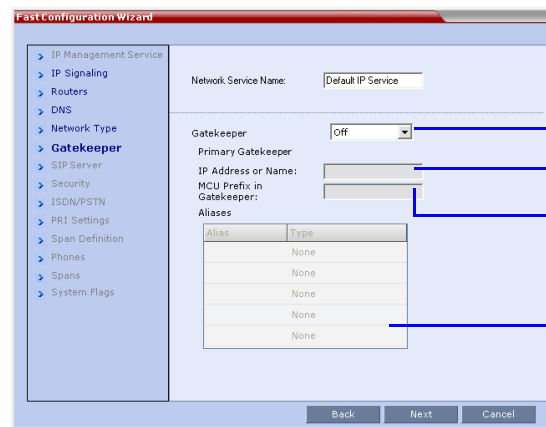 Fast Configuration Wizard
IP Management Service
IP Signaling
Routers
DNS
Network Type
Gatekeeper
SIP Server
Security
ISDN/PSTN
PRI Settings
Span Definition
Phones
Spans
System Flags
Network Service Name: Default IP Service
Gatekeeper Off
Primary Gatekeeper
IP Address or Name:
MCU Prefix in
Gatekeeper:
Aliases
Alias Type
None
None
None
None
None
Back Next Cancel